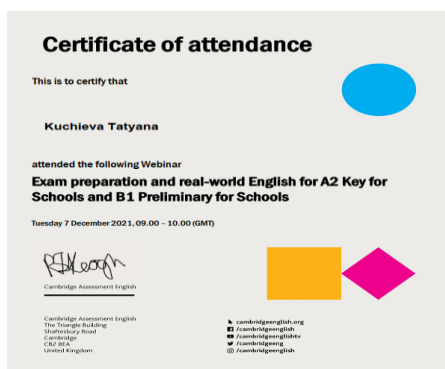 Certificate of attendance
This is to certify that
Kuchieva Tatyana
attended the following Webinar
Exam preparation and real-world English for A2 Key for
Schools and B1 Preliminary for Schools
Tuesday 7 December 2021, 09.00 – 10.00 (GMT)
Cambridge Assessment English
Cambridge Assessment English
The Triangle Building
Shaftesbury Road
Cambridge
CB2 8EA
United Kingdom
cambridgeenglish.org
/cambridgeenglish
/cambridgeenglishtv
/cambridgeeng
/cambridgeenglish